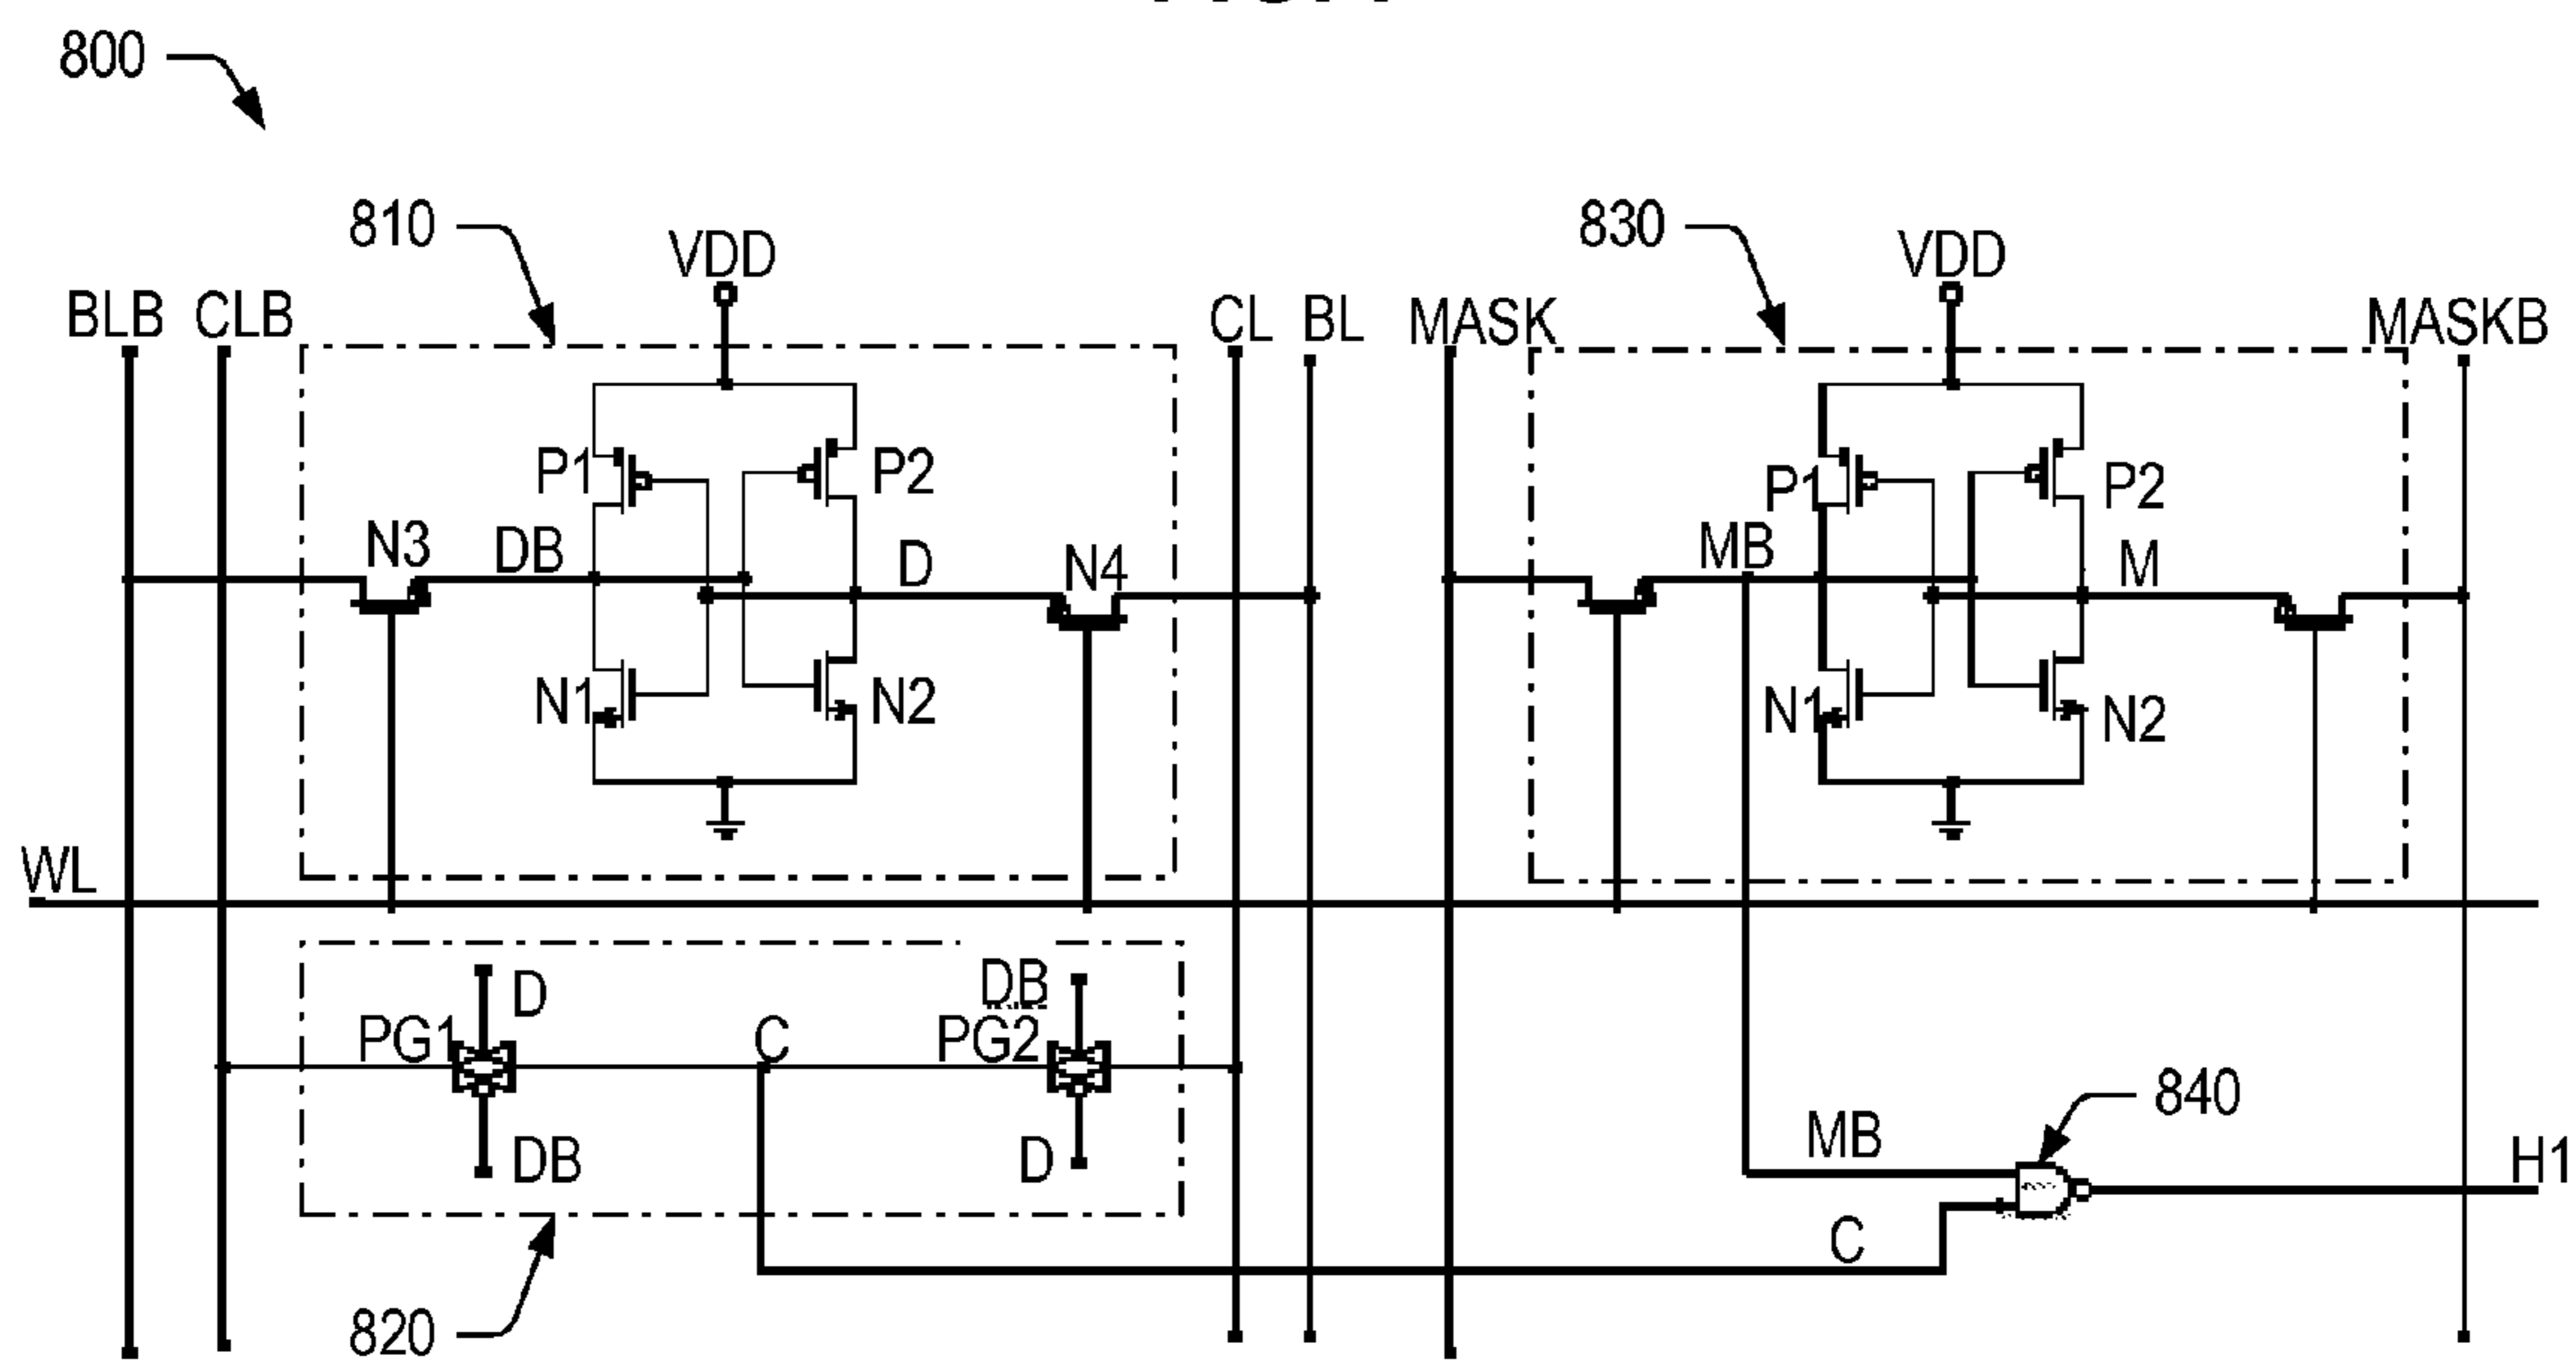 800
810
VDD
830
VDD
BLB
CLB
CL
BL
MASK
MASKB
P1
P2
P1
P2
N3
DB
D
N4
MB
M
N1
N2
N1
N2
WL
D
DB
PG1
C
PG2
DB
D
840
MB
H1
C
820